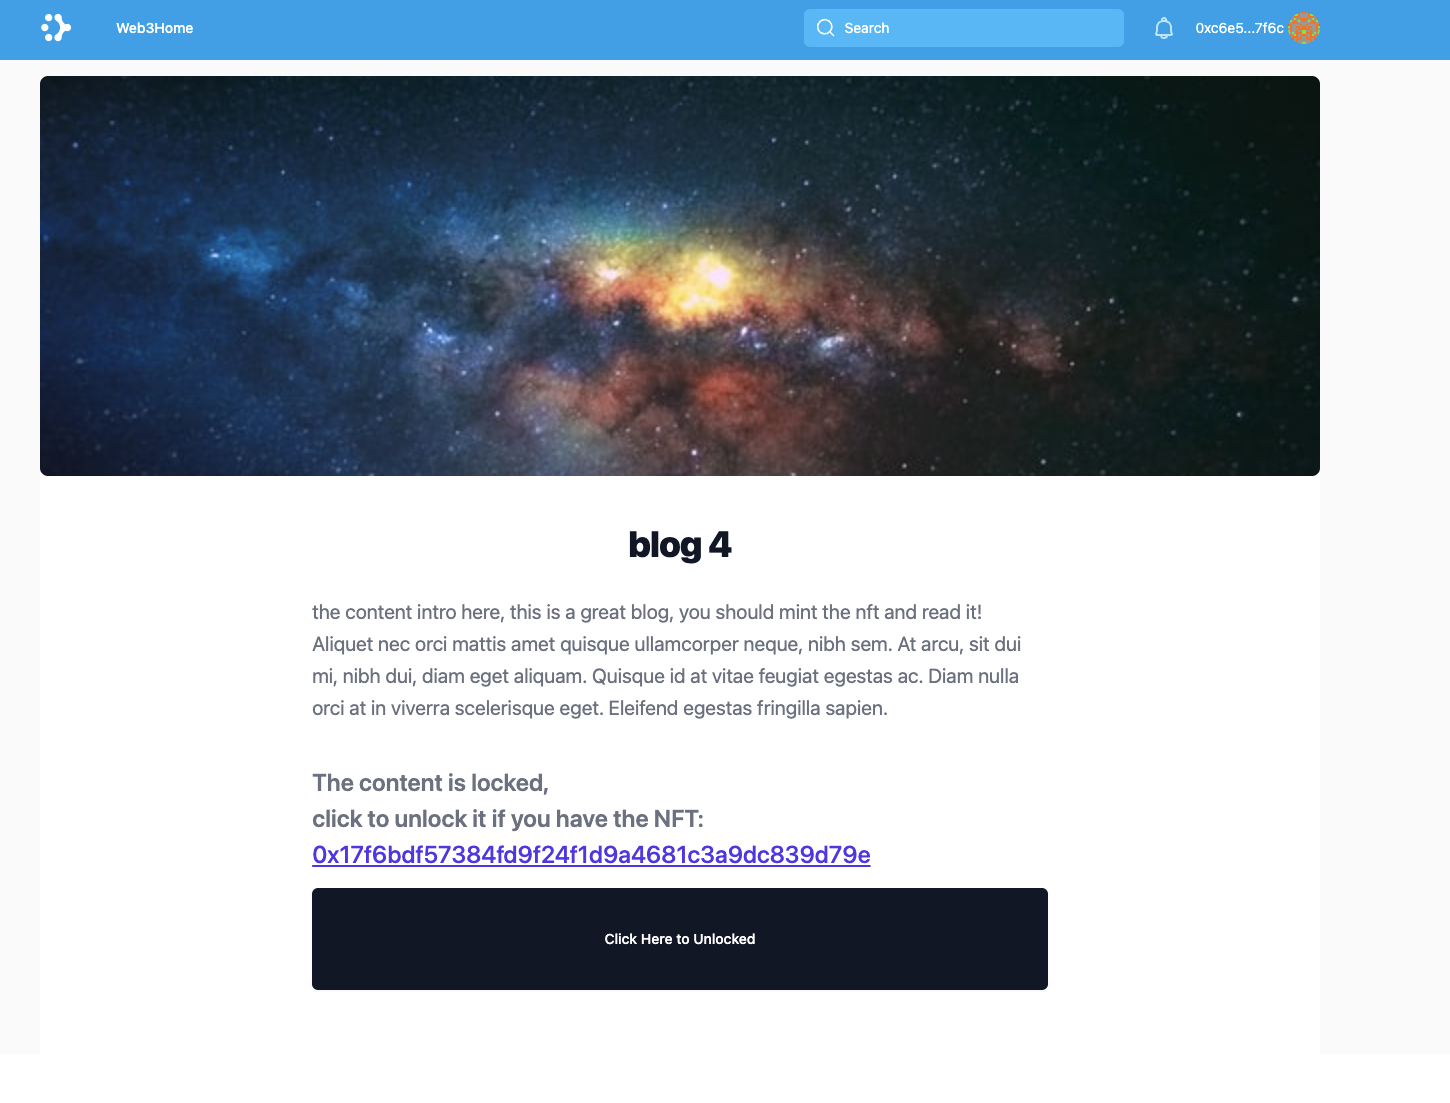 Web3Home
Search
0xc6e5...7f6c
blog 4
the content intro here, this is a great blog, you should mint the nft and read it!
Aliquet nec orci mattis amet quisque ullamcorper neque, nibh sem. At arcu, sit dui
mi, nibh dui, diam eget aliquam. Quisque id at vitae feugiat egestas ac. Diam nulla
orci at in viverra scelerisque eget. Eleifend egestas fringilla sapien.
The content is locked,
click to unlock it if you have the NFT:
0x17f6bdf57384fd9f24f1d9a4681c3a9dc839d79e
Click Here to Unlocked